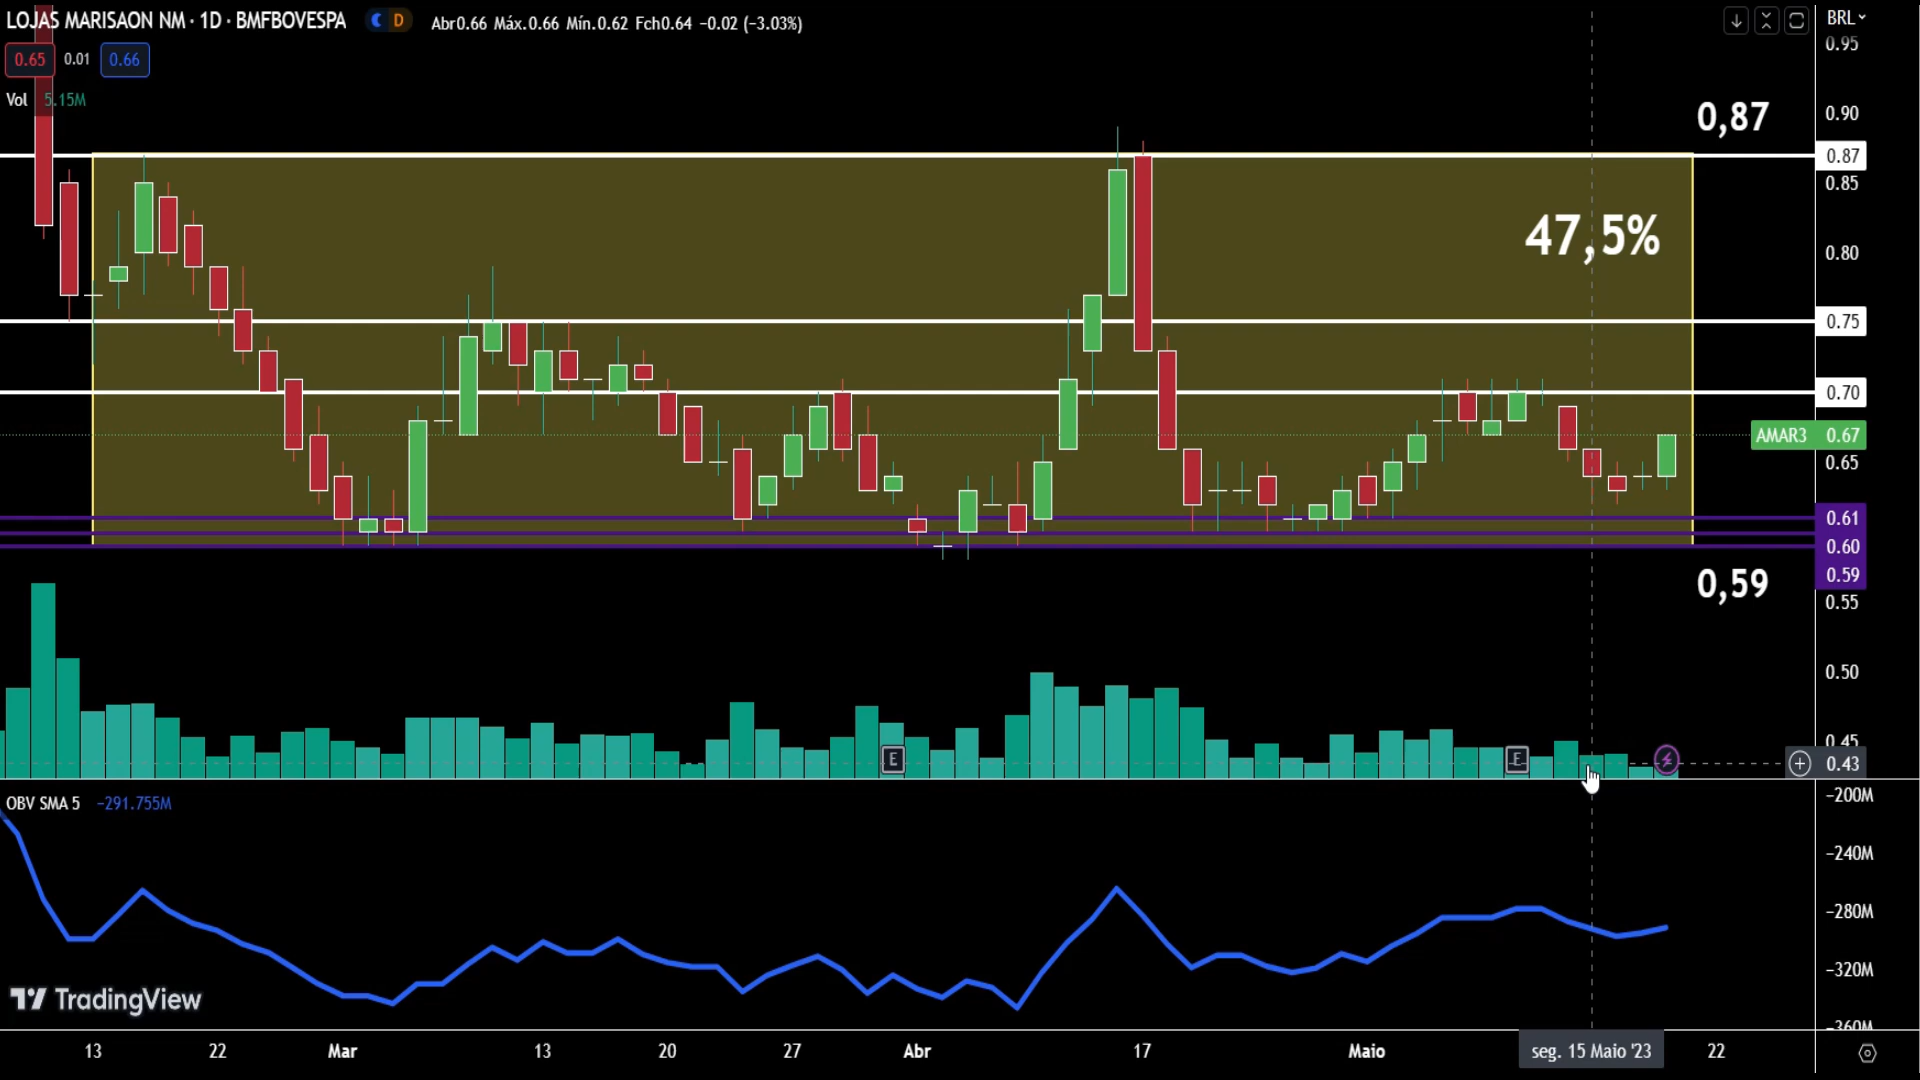 LOJAS MARISAON NM · 1D · BMFBOVESPA D Abr0.66 Máx.0.66 Mín.0.62 Fch0.64 −0.02 (−3.03%)
BRL
0.95
0.65 0.01 0.66
Vol 5.15M
0,87
0.90
0.87
0.85
47,5%
0.80
0.75
0.70
AMAR3 0.67
0.65
0.61
0.60
0.59
0,59
0.55
0.50
0.45
E E
0.43
OBV SMA 5 −291.755M
−200M
−240M
−280M
−320M
−360M
TradingView
13 22 Mar 13 20 27 Abr 17 Maio seg. 15 Maio '23 22